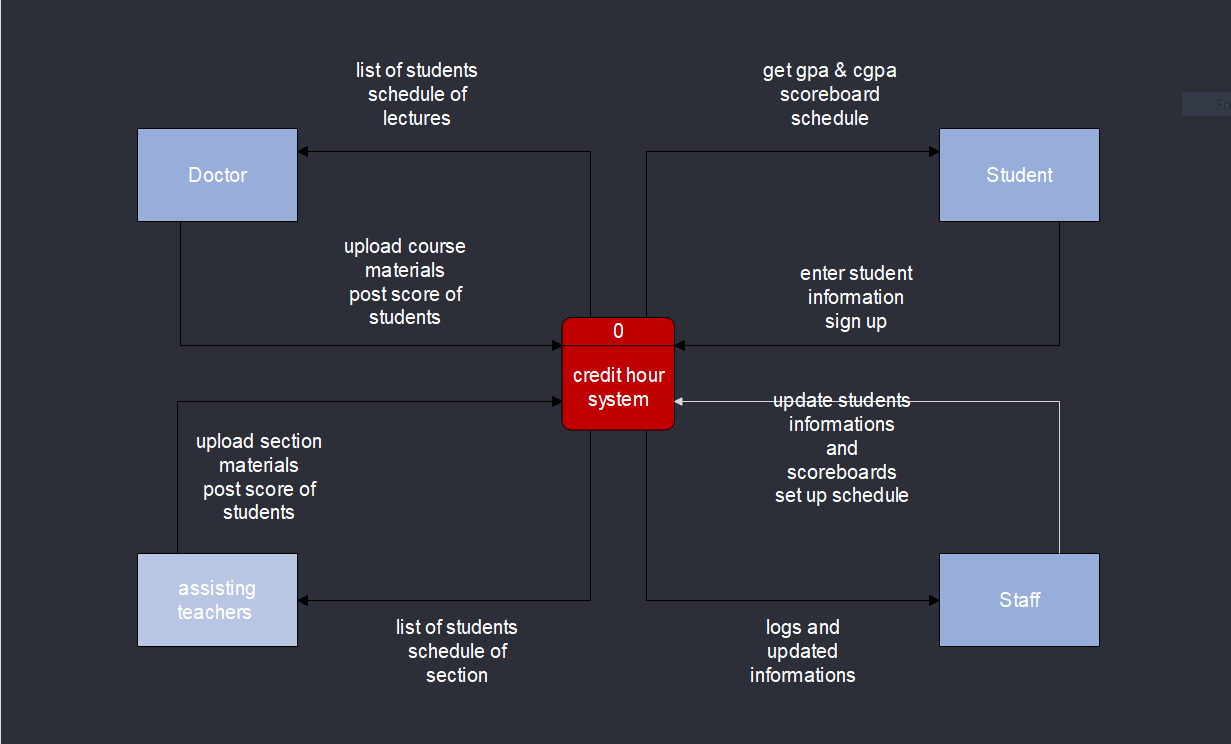 list of students
schedule of
lectures
get gpa & cgpa
scoreboard
schedule
Doctor
Student
upload course
materials
post score of
students
enter student
information
sign up
0
credit hour
system
update students
informations
and
scoreboards
set up schedule
upload section
materials
post score of
students
assisting
teachers
Staff
list of students
schedule of
section
logs and
updated
informations